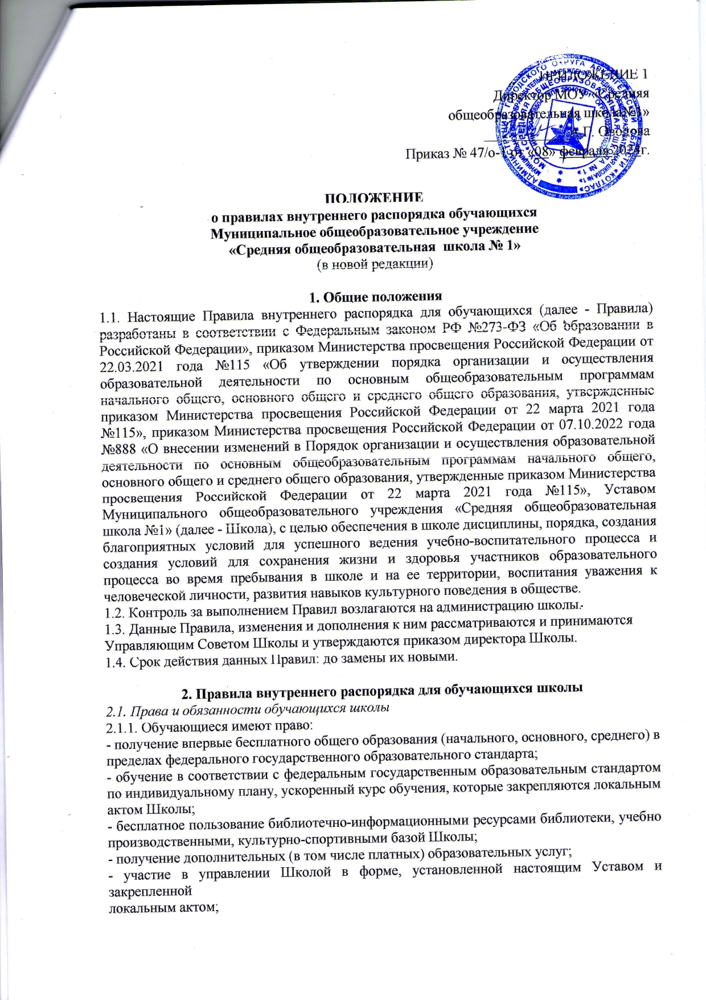 ПРИЛОЖЕНИЕ 1
Директор МОУ «Средняя
общеобразовательная школа№1»
А.Г. Оводова
Приказ № 47/о-1 от «08» февраля 2024г.
ПОЛОЖЕНИЕ
о правилах внутреннего распорядка обучающихся
Муниципальное общеобразовательное учреждение
«Средняя общеобразовательная школа № 1»
(в новой редакции)
1. Общие положения
1.1. Настоящие Правила внутреннего распорядка для обучающихся (далее - Правила)
разработаны в соответствии с Федеральным законом РФ №273-ФЗ «Об образовании в
Российской Федерации», приказом Министерства просвещения Российской Федерации от
22.03.2021 года №115 «Об утверждении порядка организации и осуществления
образовательной деятельности по основным общеобразовательным программам
начального общего, основного общего и среднего общего образования, утвержденные
приказом Министерства просвещения Российской Федерации от 22 марта 2021 года
№115», приказом Министерства просвещения Российской Федерации от 07.10.2022 года
№888 «О внесении изменений в Порядок организации и осуществления образовательной
деятельности по основным общеобразовательным программам начального общего,
основного общего и среднего общего образования, утвержденные приказом Министерства
просвещения Российской Федерации от 22 марта 2021 года №115», Уставом
Муниципального общеобразовательного учреждения «Средняя общеобразовательная
школа №1» (далее - Школа), с целью обеспечения в школе дисциплины, порядка, создания
благоприятных условий для успешного ведения учебно-воспитательного процесса и
создания условий для сохранения жизни и здоровья участников образовательного
процесса во время пребывания в школе и на ее территории, воспитания уважения к
человеческой личности, развития навыков культурного поведения в обществе.
1.2. Контроль за выполнением Правил возлагаются на администрацию школы.
1.3. Данные Правила, изменения и дополнения к ним рассматриваются и принимаются
Управляющим Советом Школы и утверждаются приказом директора Школы.
1.4. Срок действия данных Правил: до замены их новыми.
2. Правила внутреннего распорядка для обучающихся школы
2.1. Права и обязанности обучающихся школы
2.1.1. Обучающиеся имеют право:
- получение впервые бесплатного общего образования (начального, основного, среднего) в
пределах федерального государственного образовательного стандарта;
- обучение в соответствии с федеральным государственным образовательным стандартом
по индивидуальному плану, ускоренный курс обучения, которые закрепляются локальным
актом Школы;
- бесплатное пользование библиотечно-информационными ресурсами библиотеки, учебно
производственными, культурно-спортивными базой Школы;
- получение дополнительных (в том числе платных) образовательных услуг;
- участие в управлении Школой в форме, установленной настоящим Уставом и
закрепленной
локальным актом;